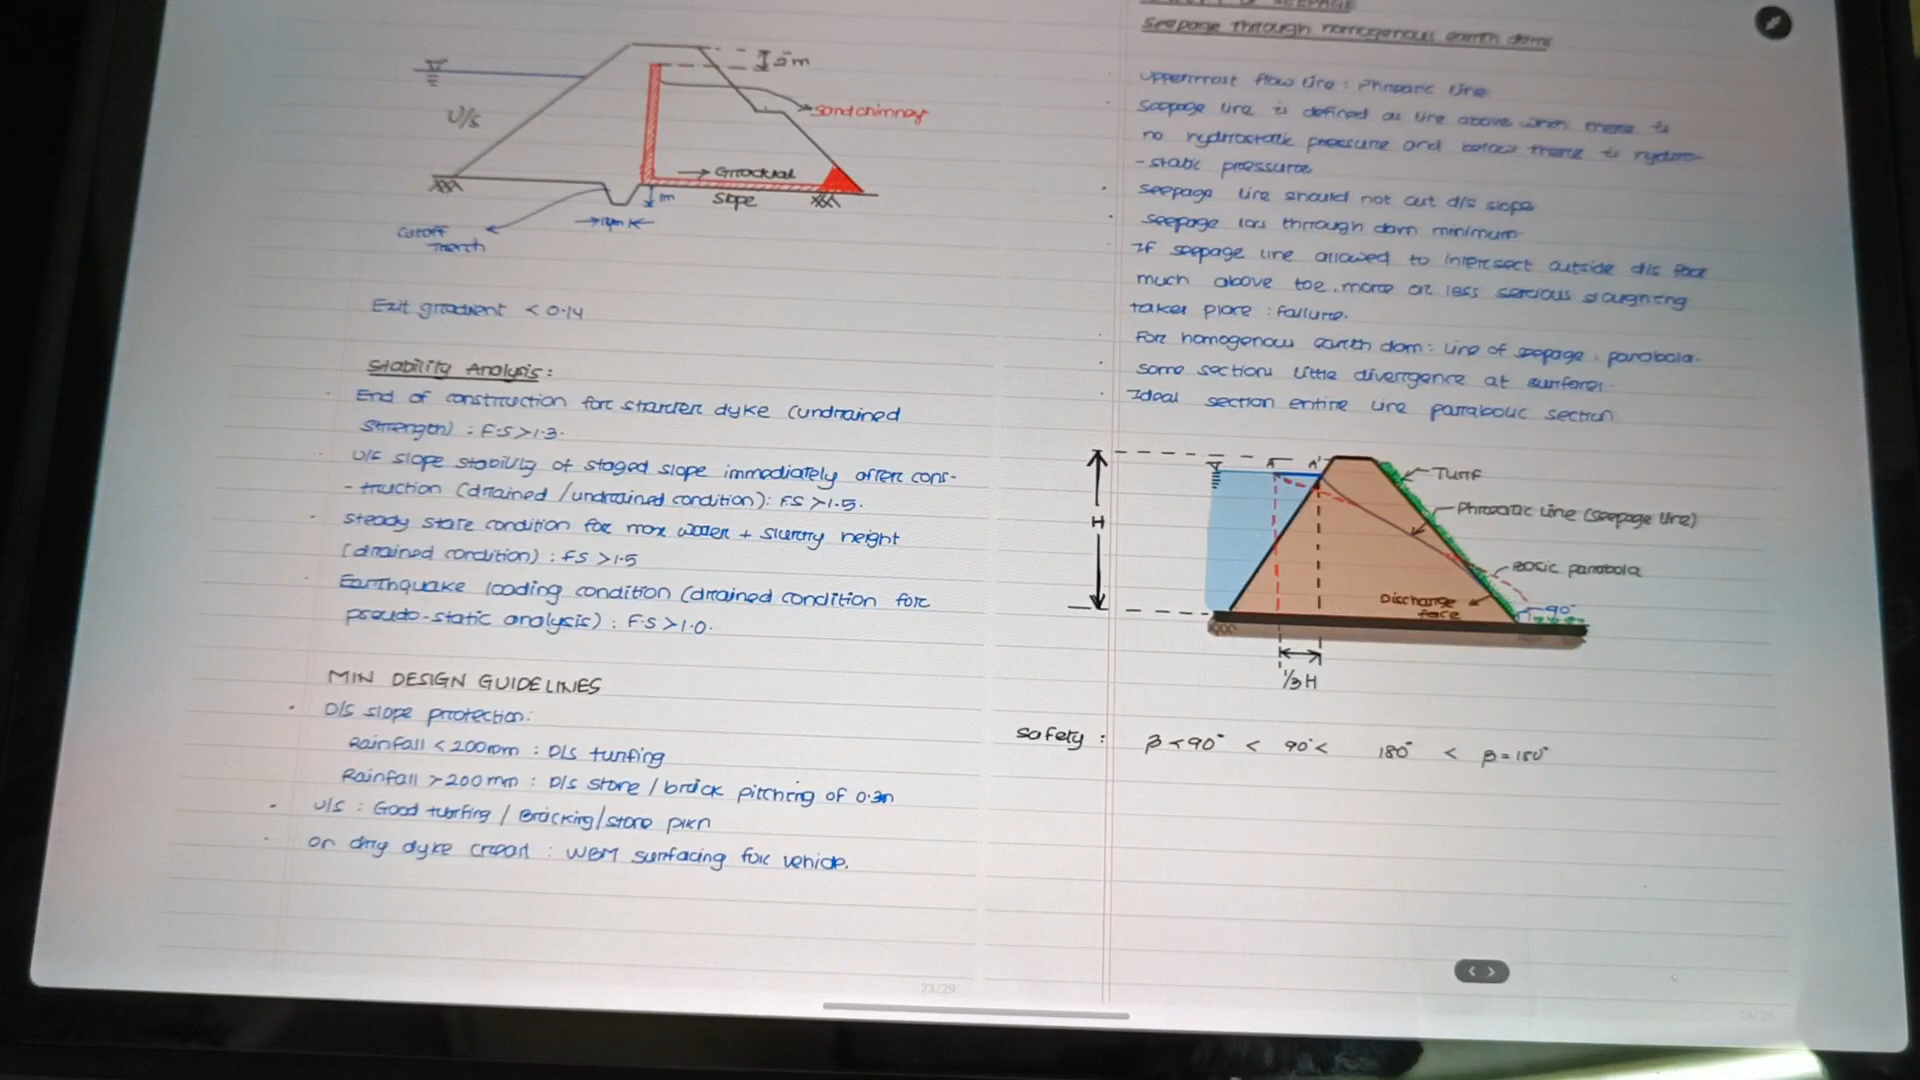 2m
U/S
Sand chimney
Gradual
slope
1m
Cutoff
Trench
Exit gradient < 0.14
Stability Analysis:
End of construction for starter dyke (undrained
strength) : F.S > 1.3.
U/S slope stability of staged slope immediately after cons-
-truction (drained / undrained condition): FS > 1.5.
Steady state condition for max water + slurry height
(drained condition) : FS > 1.5
Earthquake loading condition (drained condition for
pseudo-static analysis) : F.S > 1.0.
MIN DESIGN GUIDELINES
D/S slope protection:
Rainfall < 200mm : D/S turfing
Rainfall > 200mm : D/S stone / brick pitching of 0.3m
U/S : Good turfing / Bricking / stone
on dry dyke : WBM surfacing for vehicle.
23/29
OF SEEPAGE
Seepage through homogenous earth dams
Uppermost flow line : Phreatic line
Seepage line is defined as line above which there is
no hydrostatic pressure and below there is hydro-
-static pressure
Seepage line should not cut d/s slope
Seepage loss through dam minimum
If seepage line allowed to intersect outside d/s face
much above toe, more or less serious sloughing
takes place : failure.
For homogenous earth dam : line of seepage : parabola.
Some sections little divergence at surfaces.
Ideal section entire line parabolic section
A A'
Turf
H
Phreatic line (seepage line)
Basic parabola
Discharge
face
90°
1/3 H
Safety : β < 90° < 90° < 180° < β = 180°